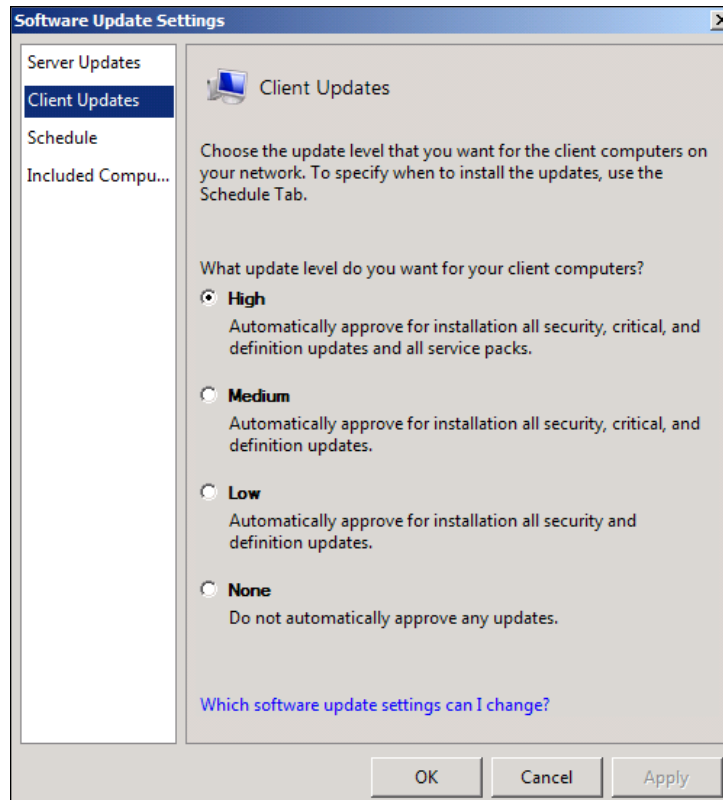 Software Update Settings
Server Updates
Client Updates
Schedule
Included Compu...
Client Updates
Choose the update level that you want for the client computers on
your network. To specify when to install the updates, use the
Schedule Tab.
What update level do you want for your client computers?
High
Automatically approve for installation all security, critical, and
definition updates and all service packs.
Medium
Automatically approve for installation all security, critical, and
definition updates.
Low
Automatically approve for installation all security and
definition updates.
None
Do not automatically approve any updates.
Which software update settings can I change?
OK
Cancel
Apply